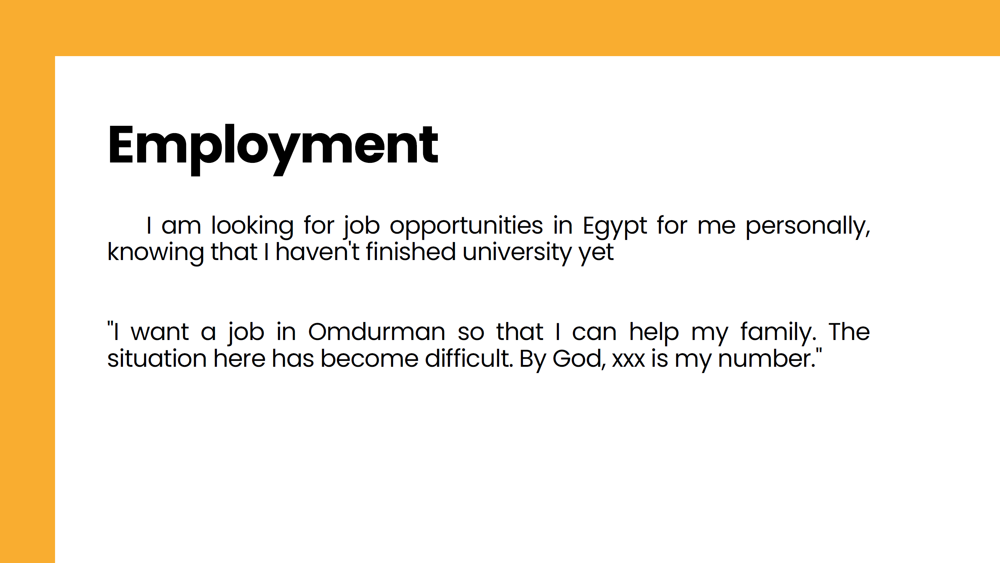 Employment
I am looking for job opportunities in Egypt for me personally,
knowing that I haven't finished university yet
"I want a job in Omdurman so that I can help my family. The
situation here has become difficult. By God, xxx is my number."